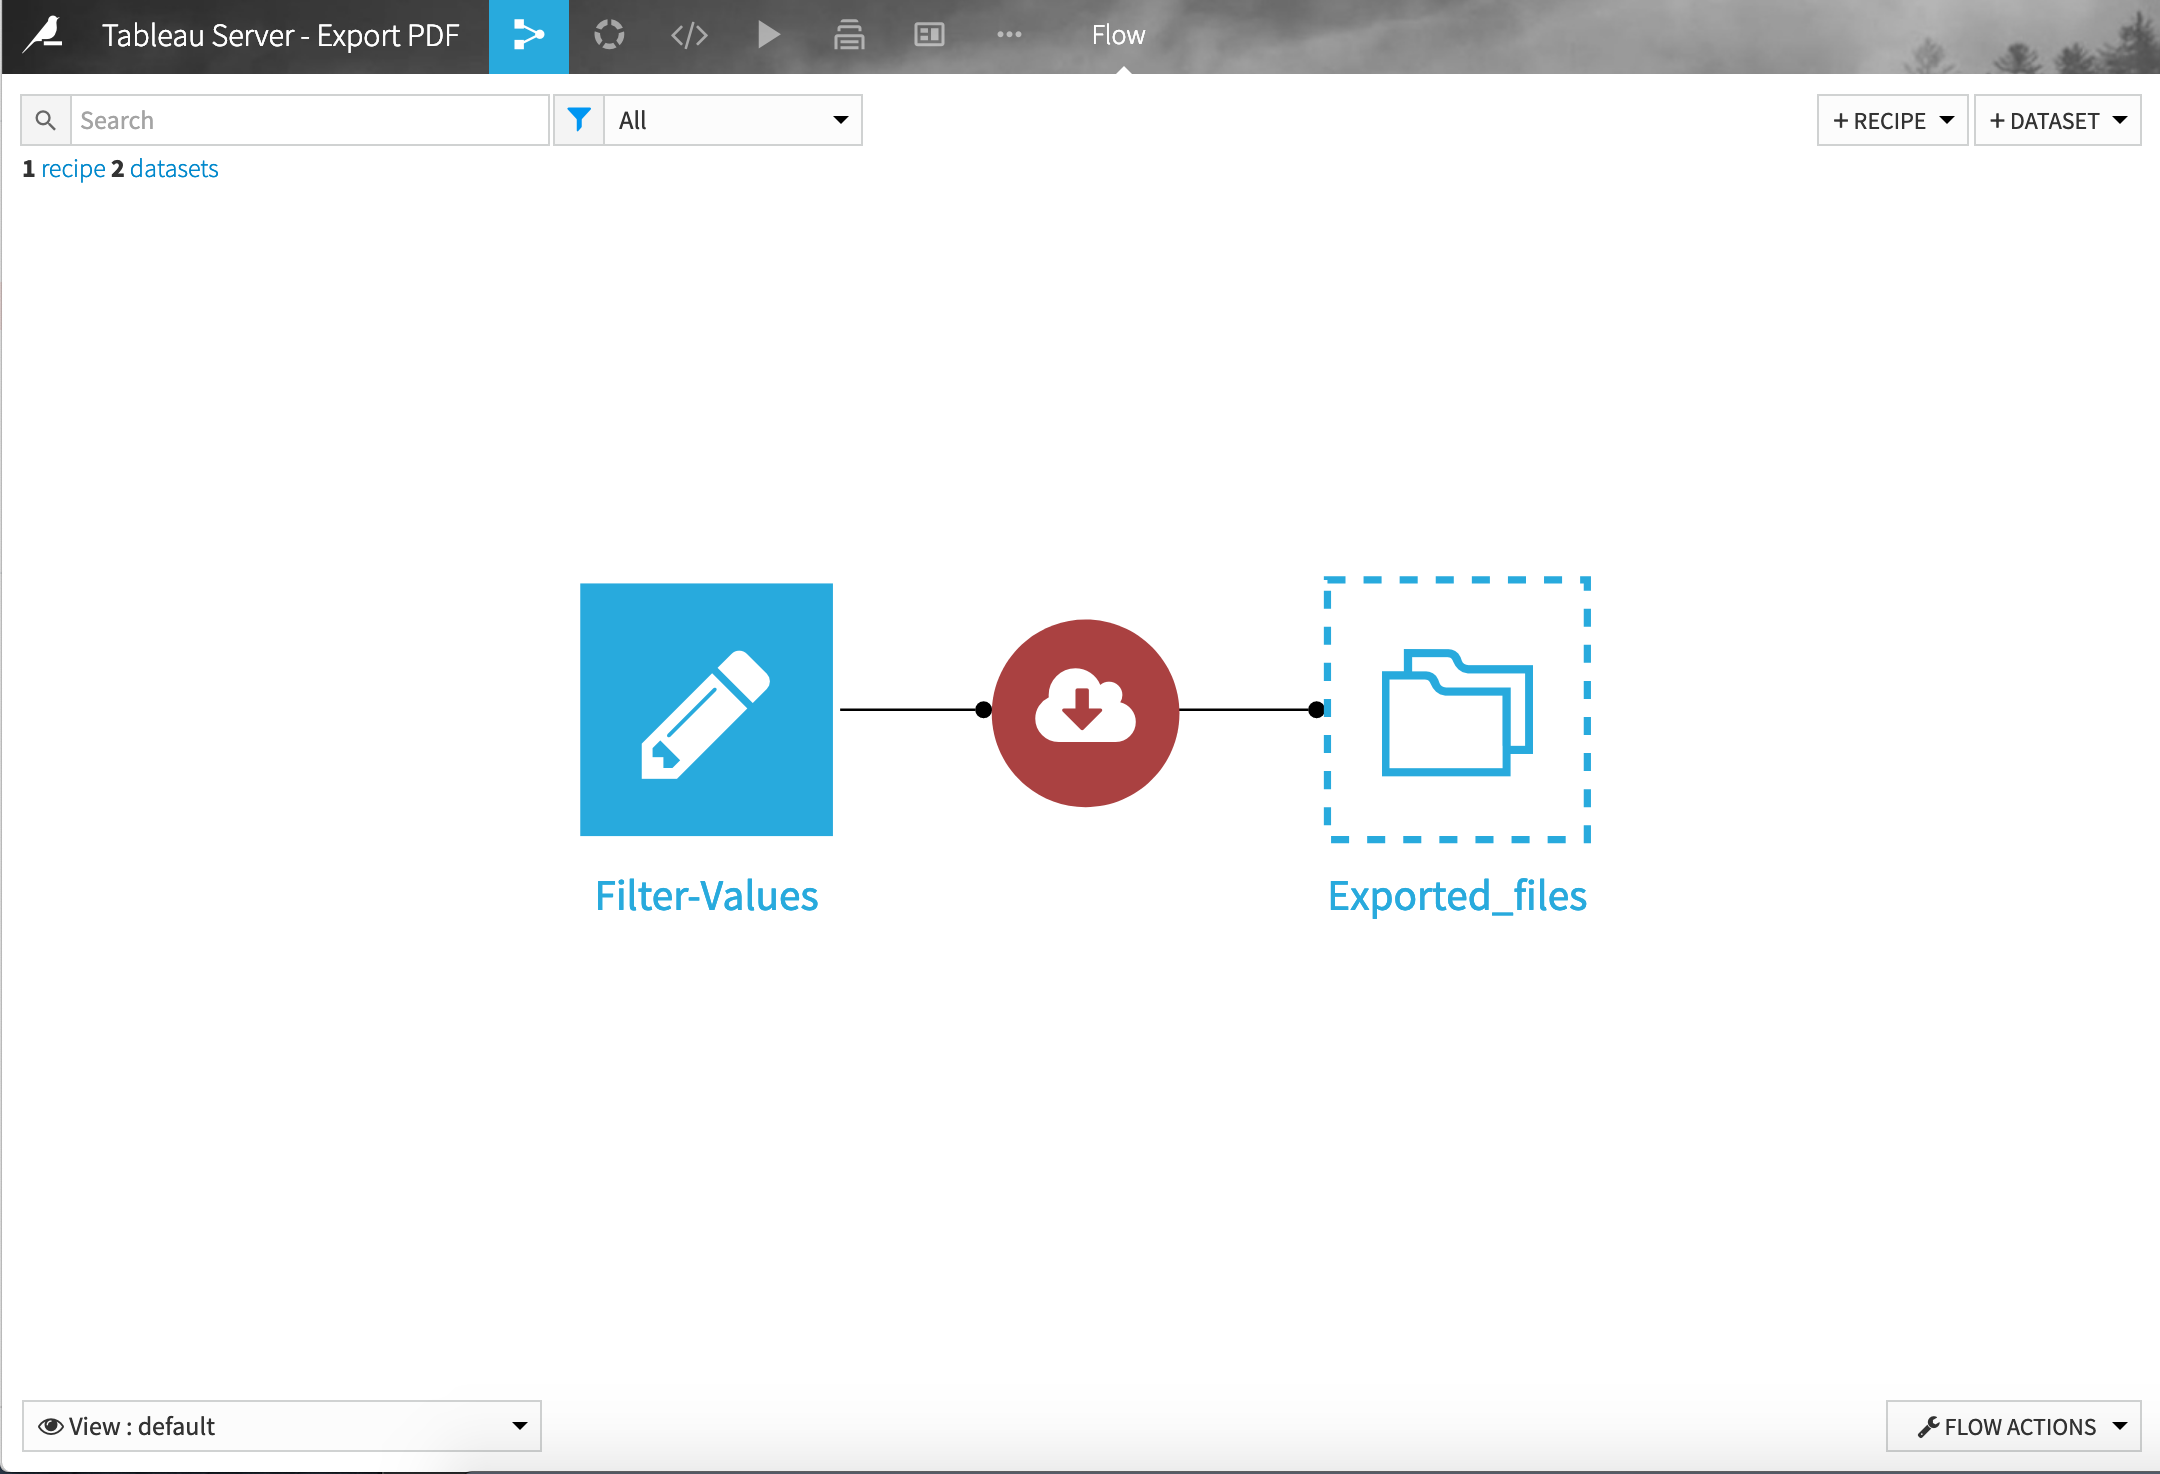 Tableau Server - Export PDF
Flow
Search
All
+ RECIPE
+ DATASET
1 recipe 2 datasets
Filter-Values
Exported_files
View : default
FLOW ACTIONS